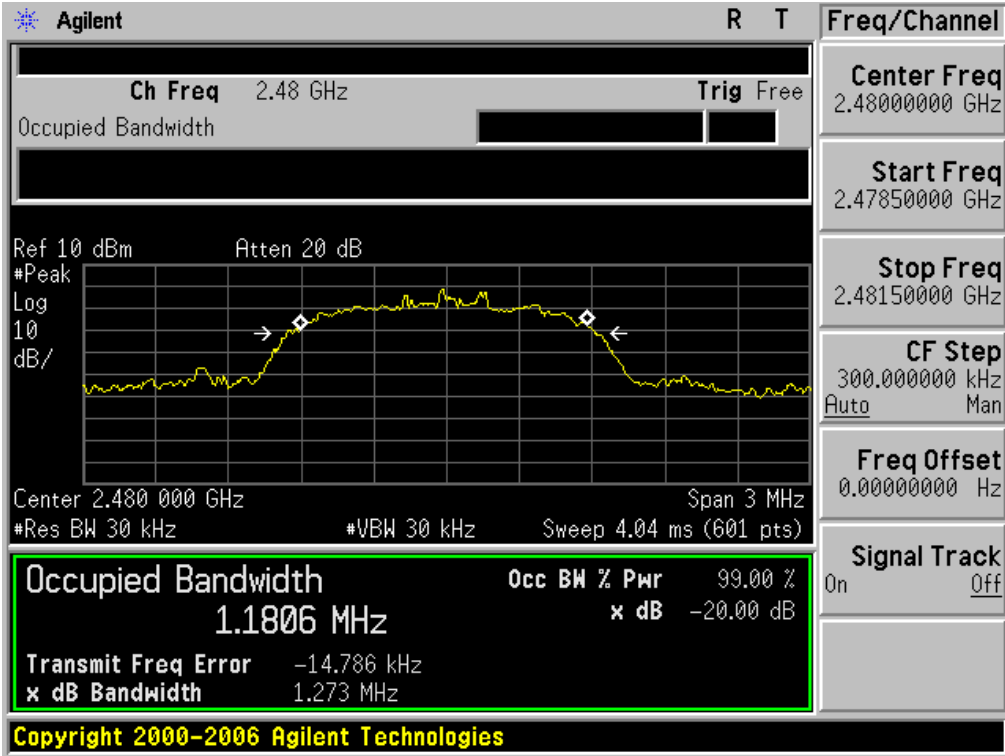 Agilent R T
Ch Freq 2.48 GHz Trig Free
Occupied Bandwidth
Ref 10 dBm Atten 20 dB
#Peak
Log
10
dB/
Center 2.480 000 GHz Span 3 MHz
#Res BW 30 kHz #VBW 30 kHz Sweep 4.04 ms (601 pts)
Occupied Bandwidth Occ BW % Pwr 99.00 %
1.1806 MHz x dB -20.00 dB
Transmit Freq Error -14.786 kHz
x dB Bandwidth 1.273 MHz
Copyright 2000-2006 Agilent Technologies
Freq/Channel
Center Freq
2.48000000 GHz
Start Freq
2.47850000 GHz
Stop Freq
2.48150000 GHz
CF Step
300.000000 kHz
Auto Man
Freq Offset
0.00000000 Hz
Signal Track
On Off